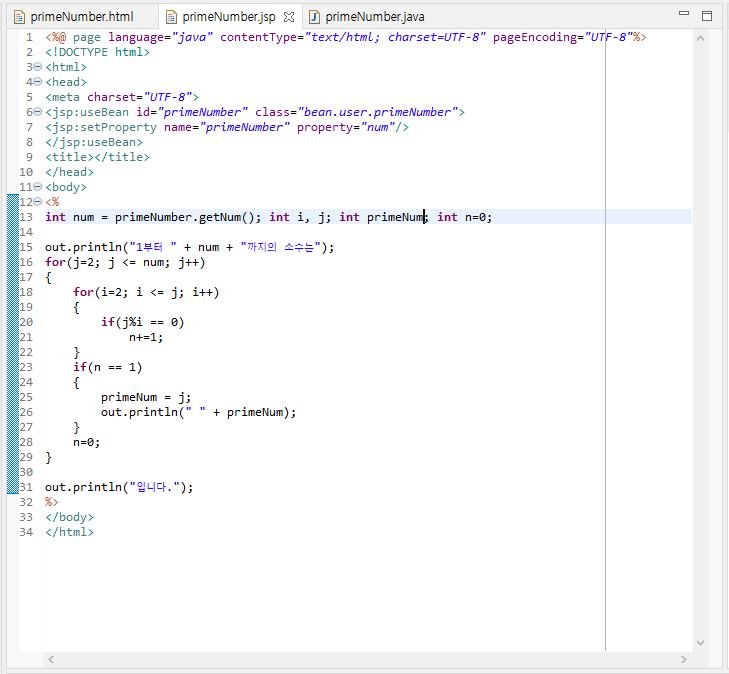 primeNumber.html primeNumber.jsp primeNumber.java
1 <%@ page language="java" contentType="text/html; charset=UTF-8" pageEncoding="UTF-8"%>
2 <!DOCTYPE html>
3 <html>
4 <head>
5 <meta charset="UTF-8">
6 <jsp:useBean id="primeNumber" class="bean.user.primeNumber">
7 <jsp:setProperty name="primeNumber" property="num"/>
8 </jsp:useBean>
9 <title></title>
10 </head>
11 <body>
12 <%
13 int num = primeNumber.getNum(); int i, j; int primeNum; int n=0;
14
15 out.println("1부터 " + num + "까지의 소수는");
16 for(j=2; j <= num; j++)
17 {
18     for(i=2; i <= j; i++)
19     {
20         if(j%i == 0)
21             n+=1;
22     }
23     if(n == 1)
24     {
25         primeNum = j;
26         out.println(" " + primeNum);
27     }
28     n=0;
29 }
30
31 out.println("입니다.");
32 %>
33 </body>
34 </html>